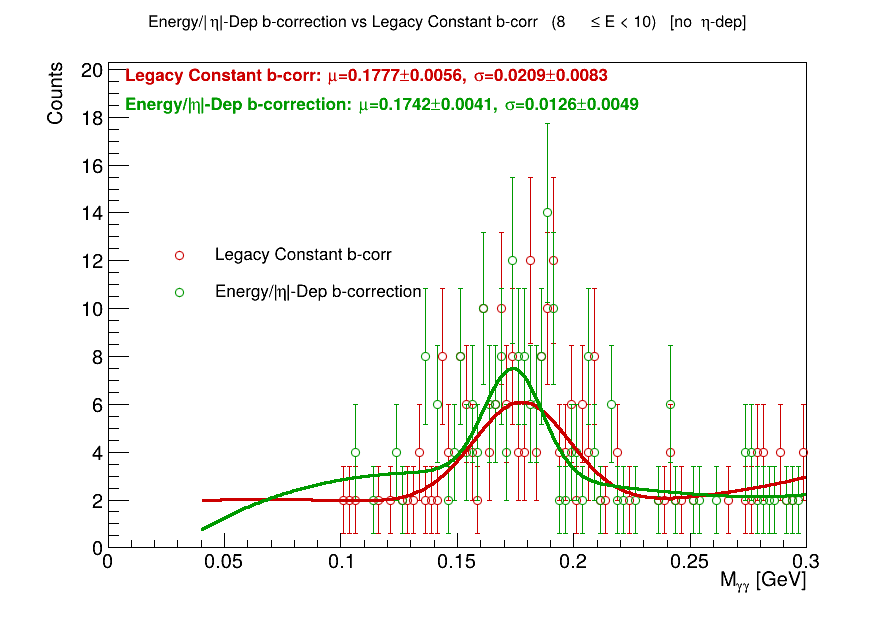 Energy/|η|-Dep b-correction vs Legacy Constant b-corr (8 ≤ E < 10) [no η-dep]
Counts
Legacy Constant b-corr: μ=0.1777±0.0056, σ=0.0209±0.0083
Energy/|η|-Dep b-correction: μ=0.1742±0.0041, σ=0.0126±0.0049
Legacy Constant b-corr
Energy/|η|-Dep b-correction
20
18
16
14
12
10
8
6
4
2
0
0 0.05 0.1 0.15 0.2 0.25 0.3
Mγγ [GeV]